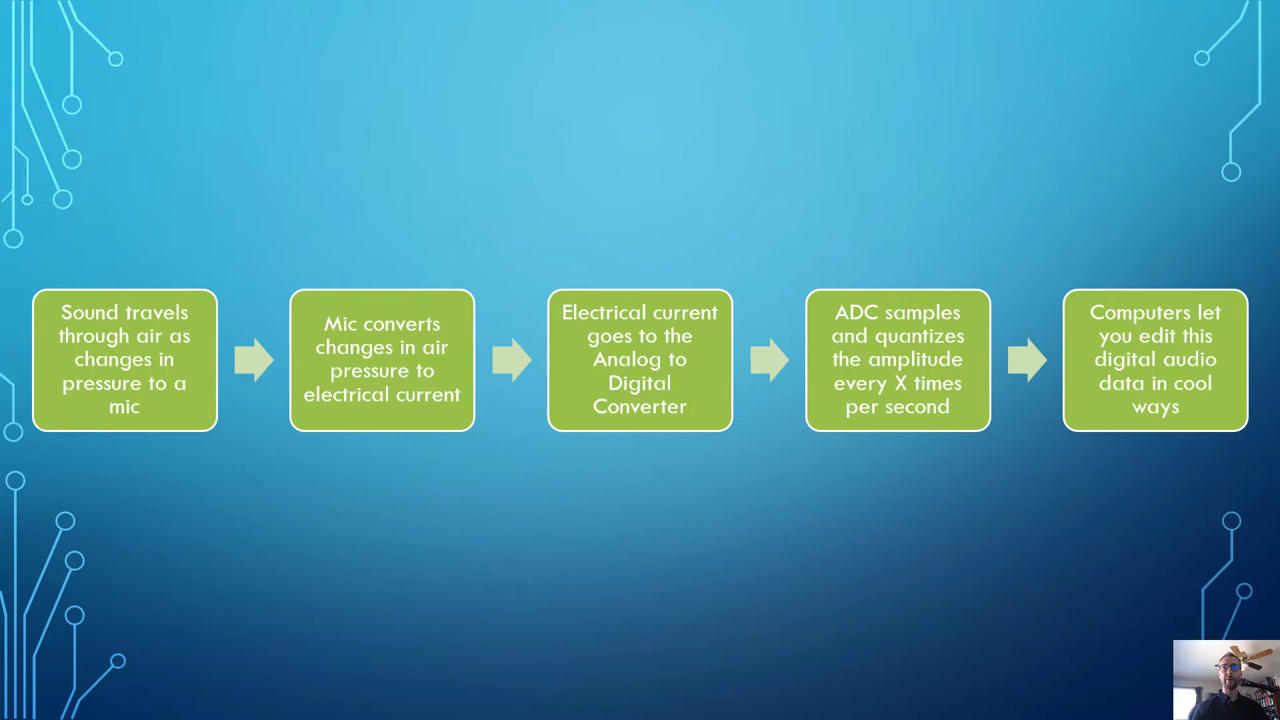 Sound travels
through air as
changes in
pressure to a
mic
Mic converts
changes in air
pressure to
electrical current
Electrical current
goes to the
Analog to
Digital
Converter
ADC samples
and quantizes
the amplitude
every X times
per second
Computers let
you edit this
digital audio
data in cool
ways